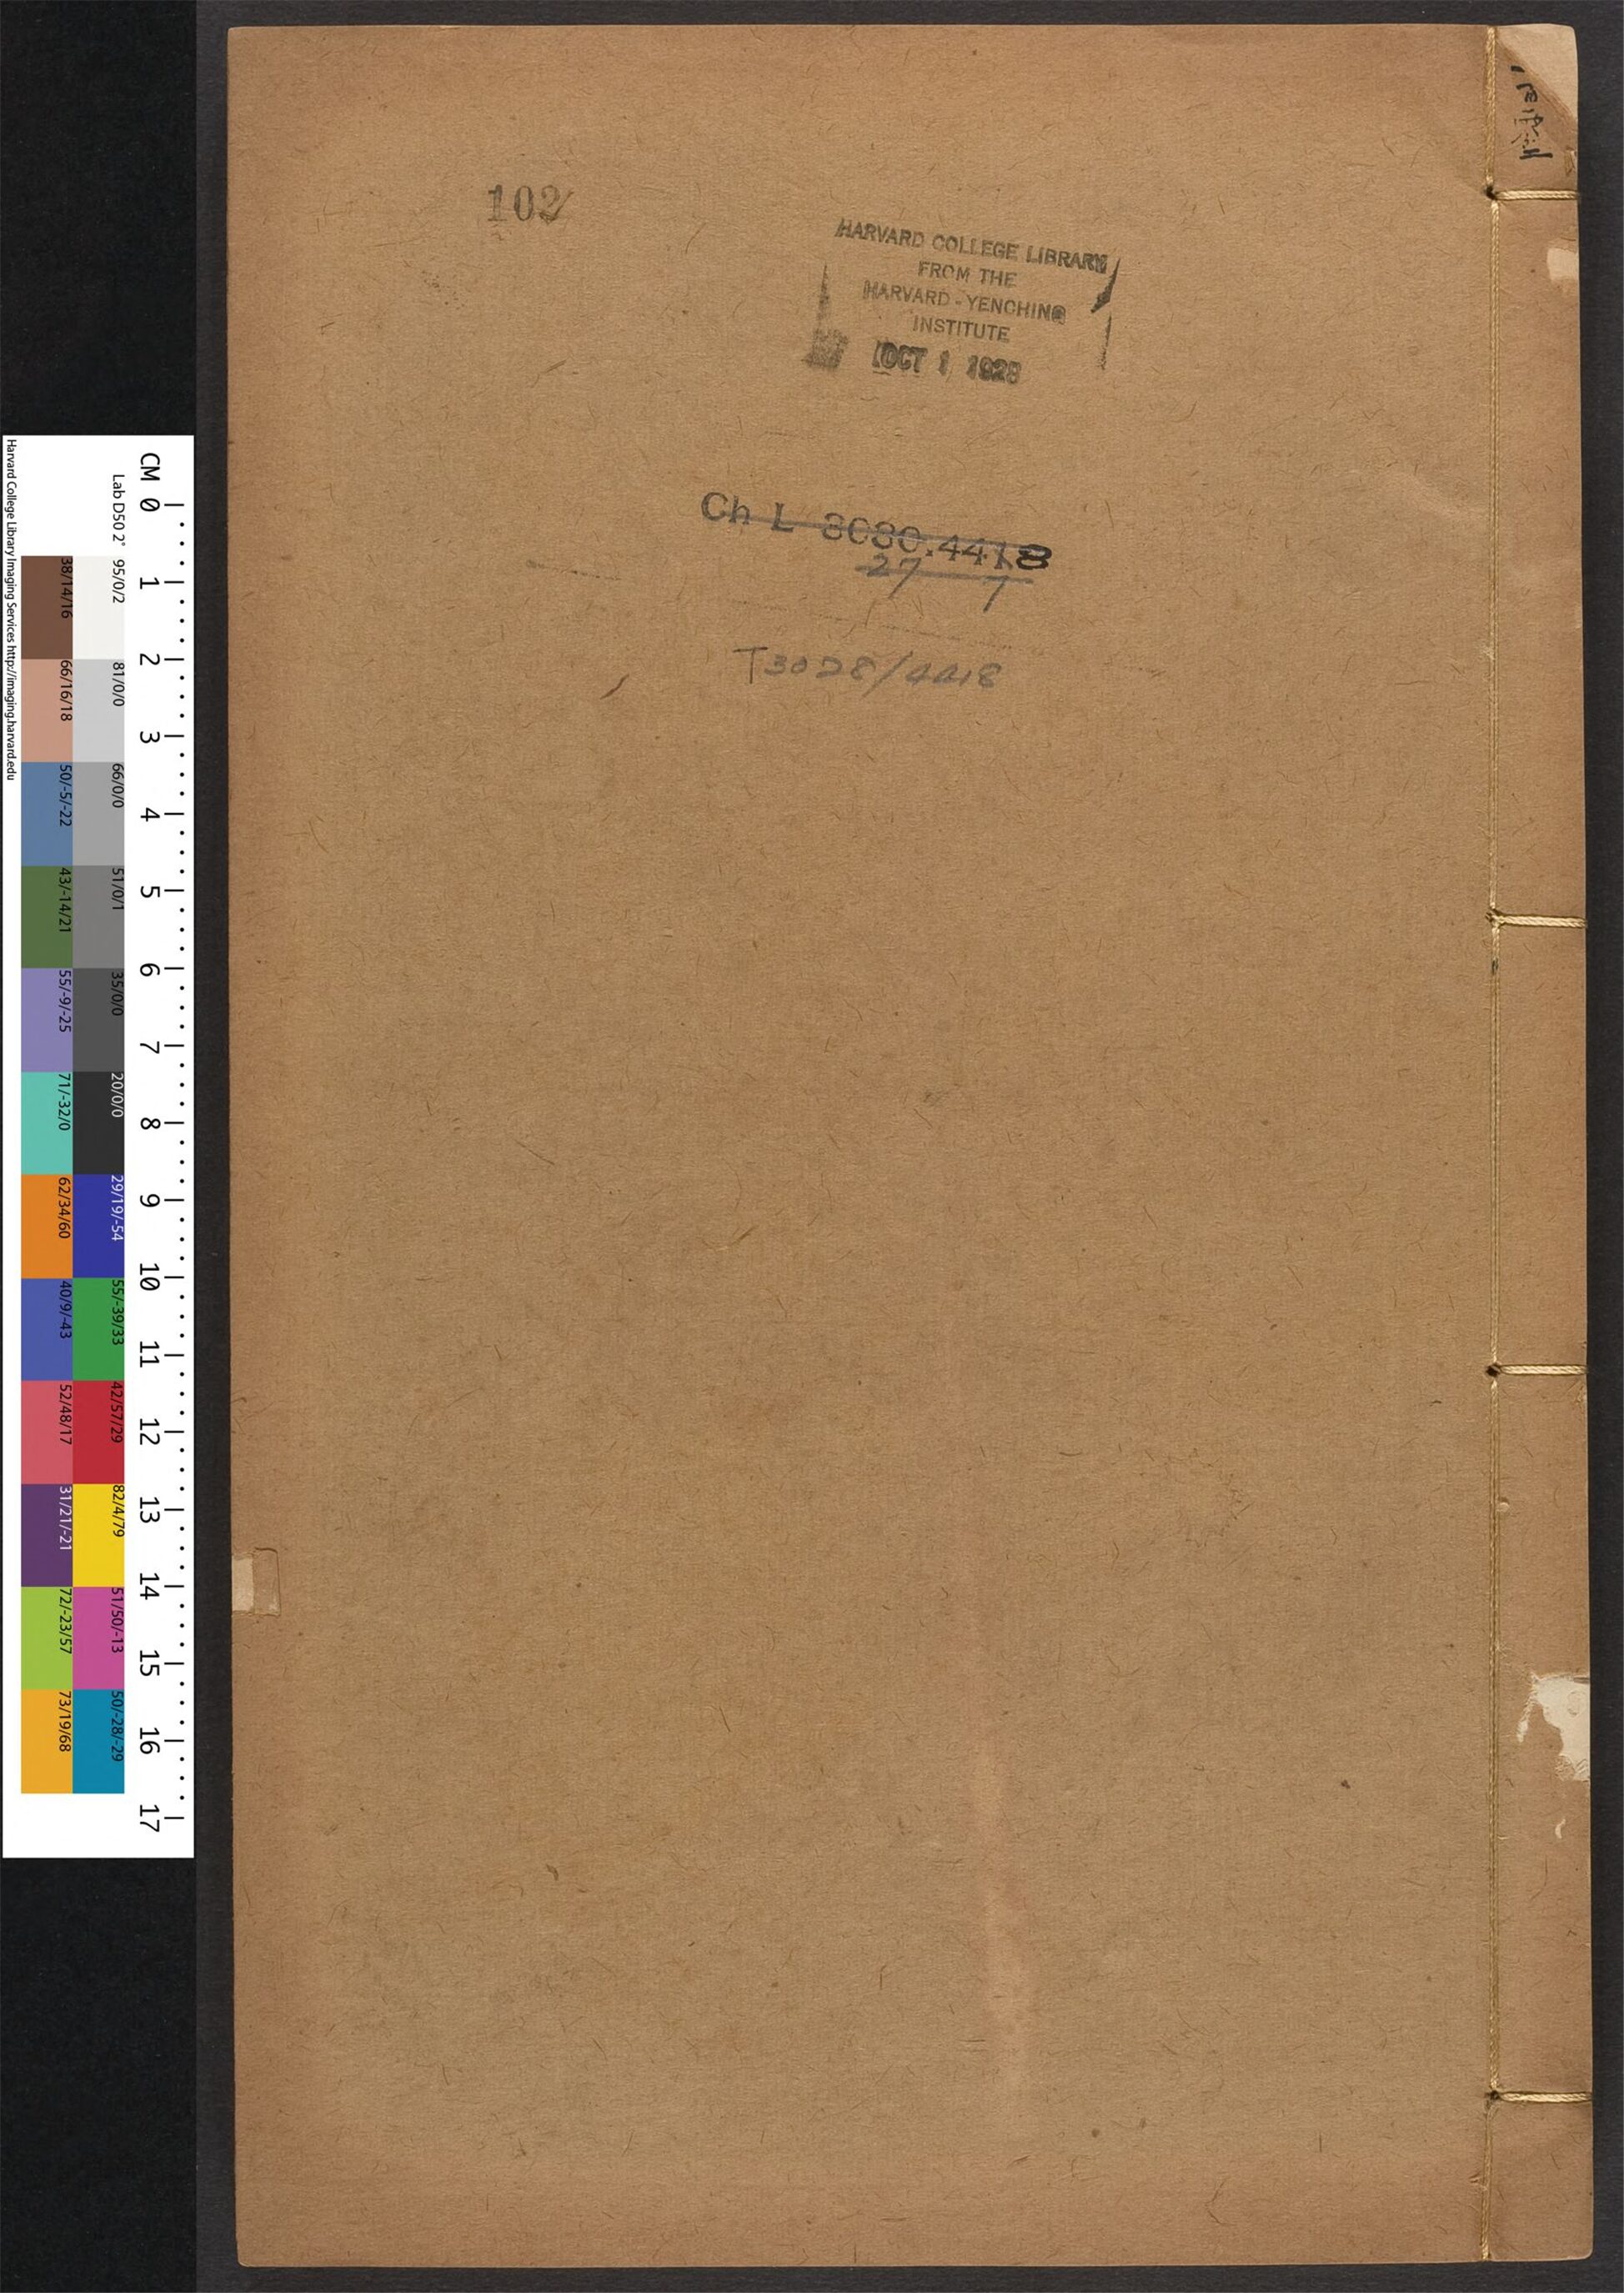 102
HARVARD COLLEGE LIBRARY
FROM THE
HARVARD-YENCHING
INSTITUTE
OCT 1 1928
Ch L 8080.4418
27 7
T3028/4418
CM 0 1 2 3 4 5 6 7 8 9 10 11 12 13 14 15 16 17
Lab D50 2° 95/0/2 81/0/0 66/0/0 51/0/1 35/0/0 20/0/0 29/19/-54 55/-39/33 42/57/29 82/4/79 51/50/-13 50/-28/-29
38/14/16 66/16/18 50/-5/-22 43/-14/21 55/-9/-25 71/-32/0 62/34/60 40/9/-43 52/48/17 31/21/-21 72/-23/57 73/19/68
Harvard College Library Imaging Services http://imaging.harvard.edu